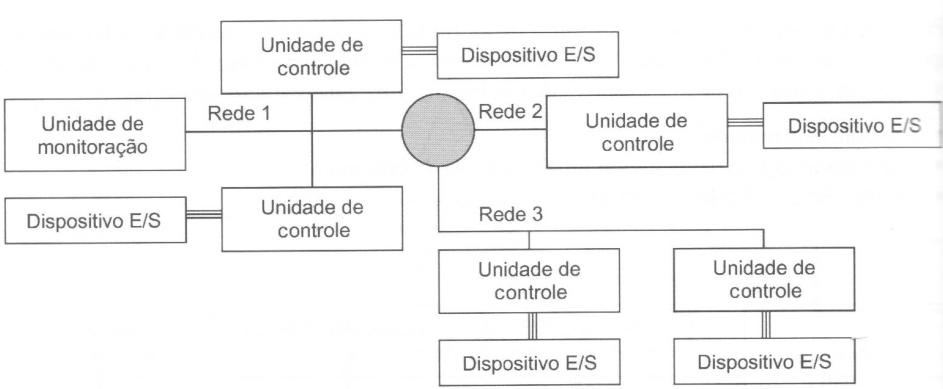 Unidade de
controle
Dispositivo E/S
Rede 1
Rede 2
Unidade de
monitoração
Unidade de
controle
Dispositivo E/S
Dispositivo E/S
Unidade de
controle
Rede 3
Unidade de
controle
Unidade de
controle
Dispositivo E/S
Dispositivo E/S